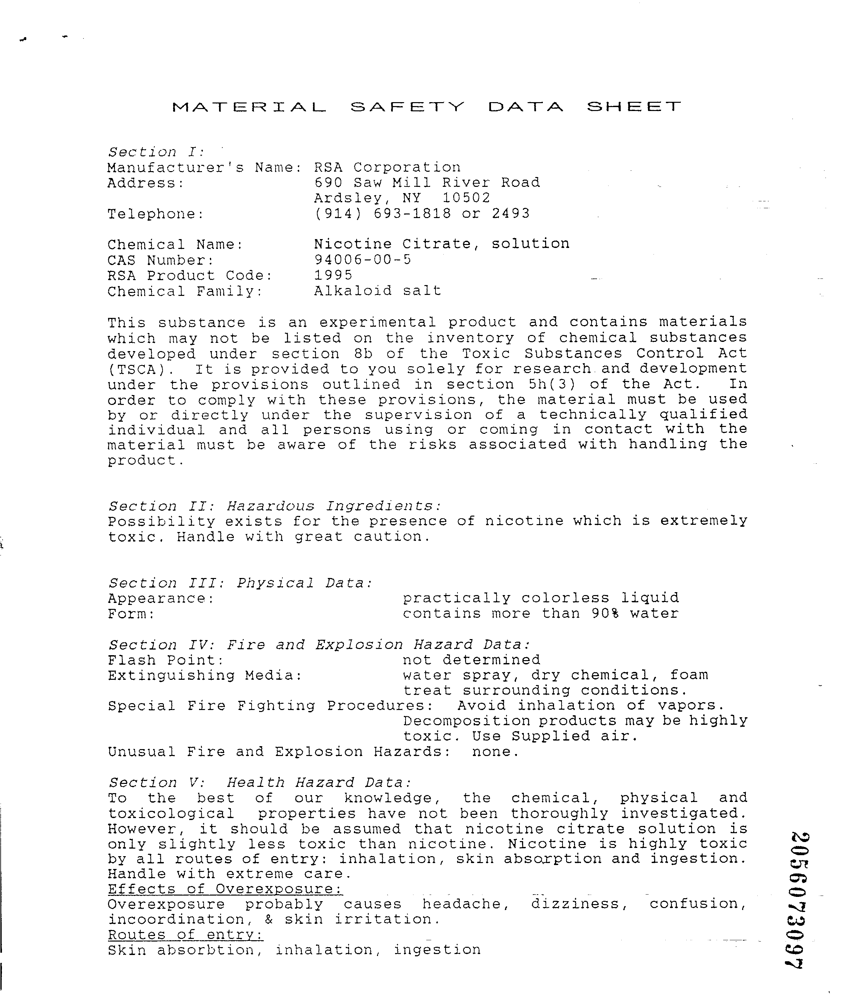 MATERIAL SAFETY DATA SHEET
Section I:
Manufacturer's Name: RSA Corporation
Address: 690 Saw Mill River Road
Ardsley, NY 10502
Telephone: (914) 693-1818 or 2493
Chemical Name: Nicotine Citrate, solution
CAS Number: 94006-00-5
RSA Product Code: 1995
Chemical Family: Alkaloid salt
This substance is an experimental product and contains materials
which may not be listed on the inventory of chemical substances
developed under section 8b of the Toxic Substances Control Act
(TSCA). It is provided to you solely for research and development
under the provisions outlined in section 5h(3) of the Act. In
order to comply with these provisions, the material must be used
by or directly under the supervision of a technically qualified
individual and all persons using or coming in contact with the
material must be aware of the risks associated with handling the
product.
Section II: Hazardous Ingredients:
Possibility exists for the presence of nicotine which is extremely
toxic. Handle with great caution.
Section III: Physical Data:
Appearance: practically colorless liquid
Form: contains more than 90% water
Section IV: Fire and Explosion Hazard Data:
Flash Point: not determined
Extinguishing Media: water spray, dry chemical, foam
treat surrounding conditions.
Special Fire Fighting Procedures: Avoid inhalation of vapors.
Decomposition products may be highly
toxic. Use Supplied air.
Unusual Fire and Explosion Hazards: none.
Section V: Health Hazard Data:
To the best of our knowledge, the chemical, physical and
toxicological properties have not been thoroughly investigated.
However, it should be assumed that nicotine citrate solution is
only slightly less toxic than nicotine. Nicotine is highly toxic
by all routes of entry: inhalation, skin absorption and ingestion.
Handle with extreme care.
Effects of Overexposure:
Overexposure probably causes headache, dizziness, confusion,
incoordination, & skin irritation.
Routes of entry:
Skin absorbtion, inhalation, ingestion
2056073097